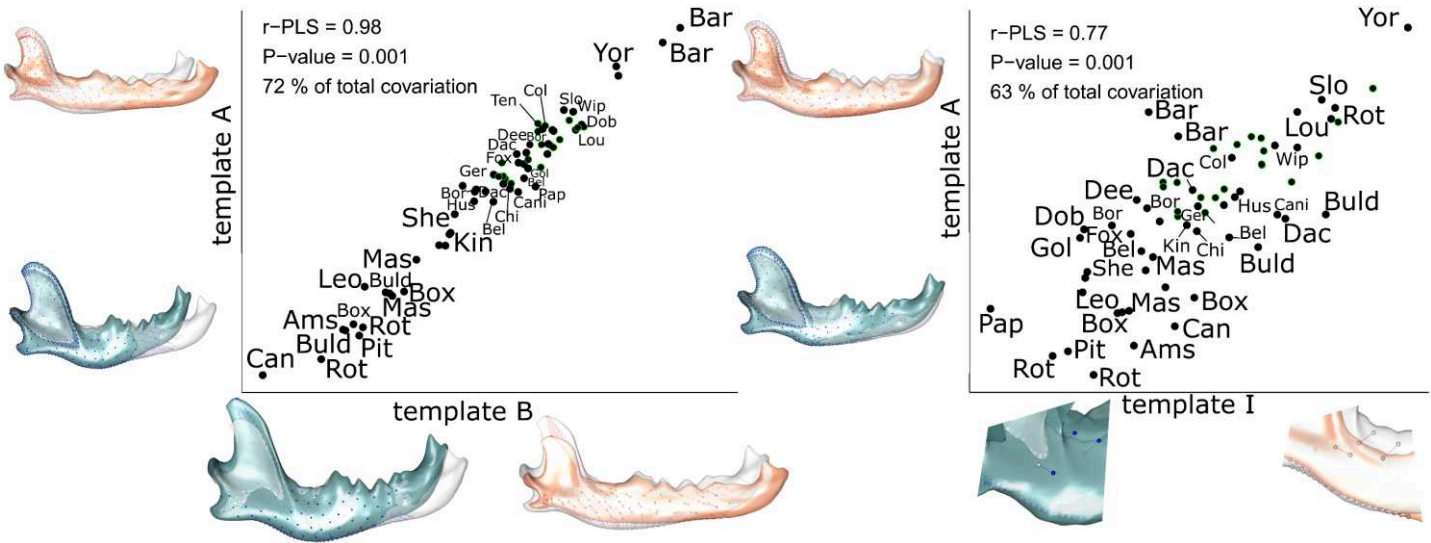 r-PLS = 0.98
P-value = 0.001
72 % of total covariation
template A
Bar
Bar
Yor
Col
Ten
Slo
Wip
Dob
Dee
Bor
Lou
Dac
Fox
Gol
Ger
Bel
Pap
Bor
Dac
Cani
Hus
Chi
She
Bel
Kin
Mas
Leo
Buld
Box
Mas
Box
Ams
Rot
Buld
Pit
Can
Rot
template B
r-PLS = 0.77
P-value = 0.001
63 % of total covariation
template A
Yor
Slo
Bar
Rot
Bar
Lou
Col
Wip
Dac
Dee
Bor
Hus
Cani
Buld
Dob
Bor
Ger
Dac
Gol
Fox
Kin
Chi
Bel
Bel
Buld
She
Mas
Leo
Mas
Box
Pap
Box
Can
Pit
Ams
Rot
Rot
template I